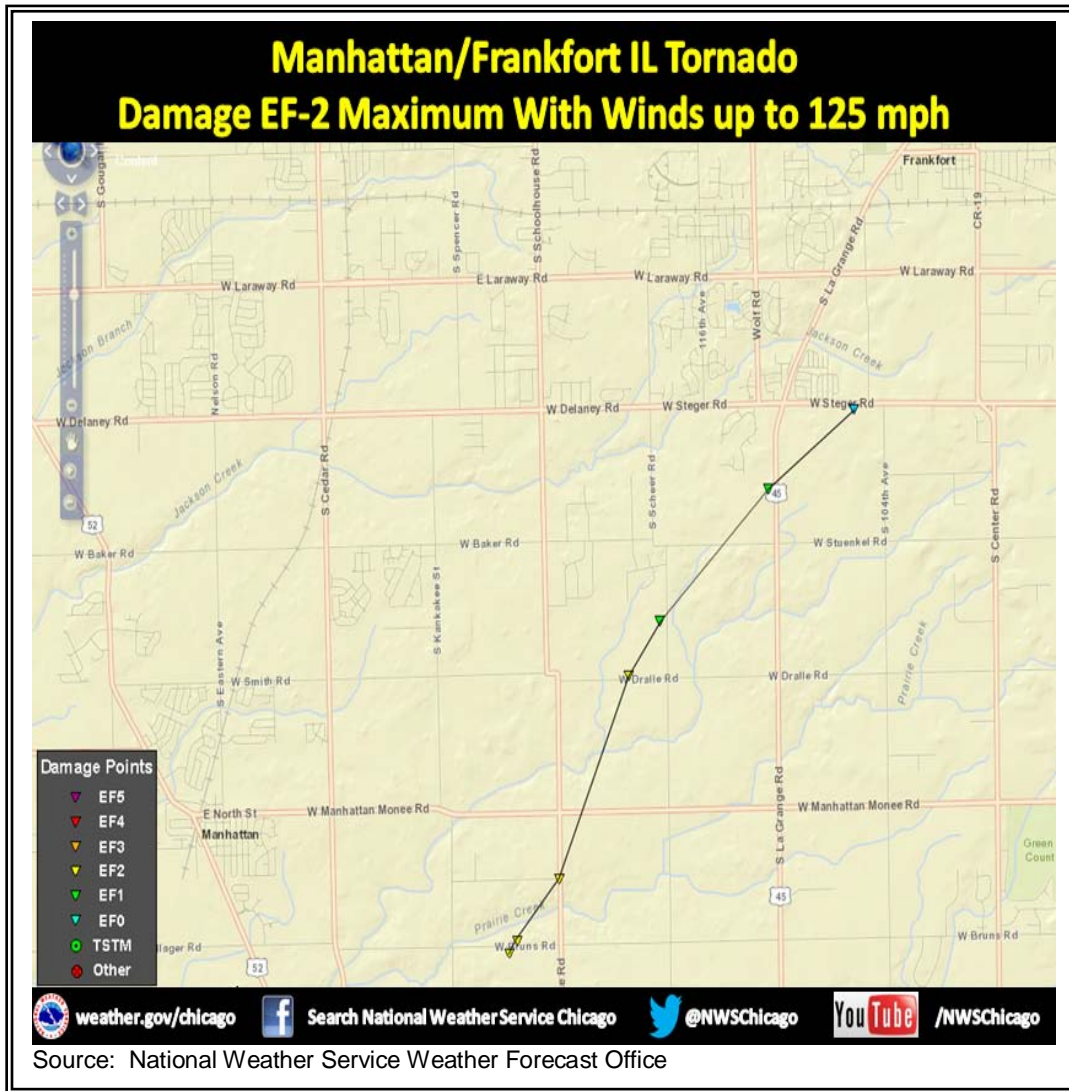 Manhattan/Frankfort IL Tornado
Damage EF-2 Maximum With Winds up to 125 mph
Frankfort
S Gougar
S Spencer Rd
S Schoolhouse Rd
S La Grange Rd
CR-19
W Laraway Rd
E Laraway Rd
W Laraway Rd
W Laraway Rd
116th Ave
Wolf Rd
Jackson Branch
Jackson Creek
Nelson Rd
W Delaney Rd
W Delaney Rd
W Steger Rd
W Steger Rd
Jackson Creek
S Cedar Rd
S Scheer Rd
45
S 104th Ave
S Center Rd
52
W Baker Rd
W Baker Rd
W Stuenkel Rd
S Kankakee St
S Eastern Ave
Prairie Creek
W Smith Rd
W Dralle Rd
W Dralle Rd
Damage Points
EF5
EF4
EF3
EF2
EF1
EF0
TSTM
Other
E North St
W Manhattan Monee Rd
W Manhattan Monee Rd
Manhattan
S La Grange Rd
Green
Count
45
Prairie Creek
llager Rd
W Bruns Rd
W Bruns Rd
52
e Rd
weather.gov/chicago
f
Search National Weather Service Chicago
@NWSChicago
YouTube
/NWSChicago
Source: National Weather Service Weather Forecast Office